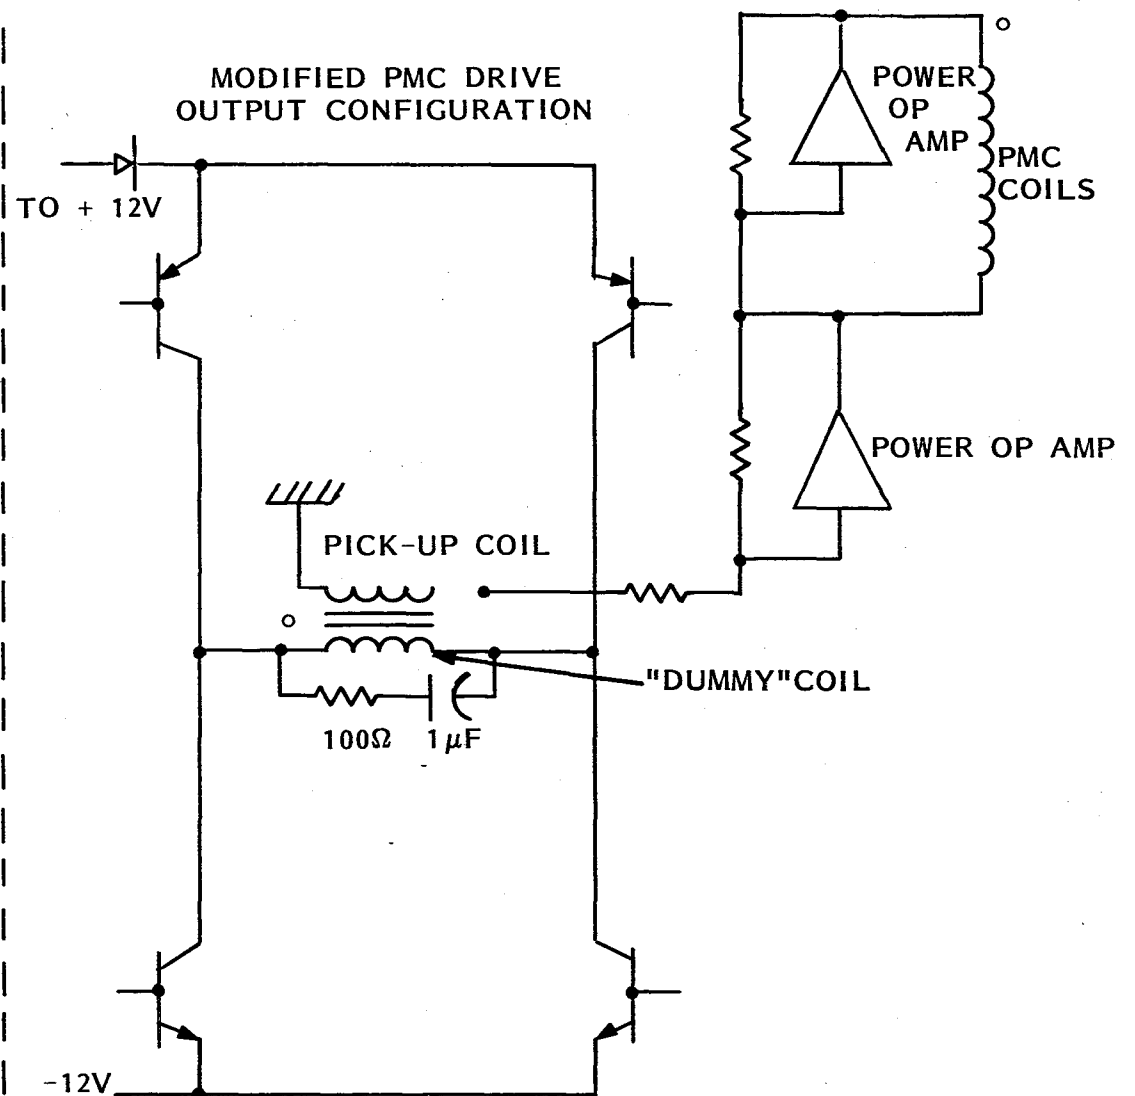 MODIFIED PMC DRIVE
OUTPUT CONFIGURATION
TO + 12V
POWER
OP
AMP
PMC
COILS
POWER OP AMP
PICK-UP COIL
"DUMMY" COIL
100Ω
1μF
-12V